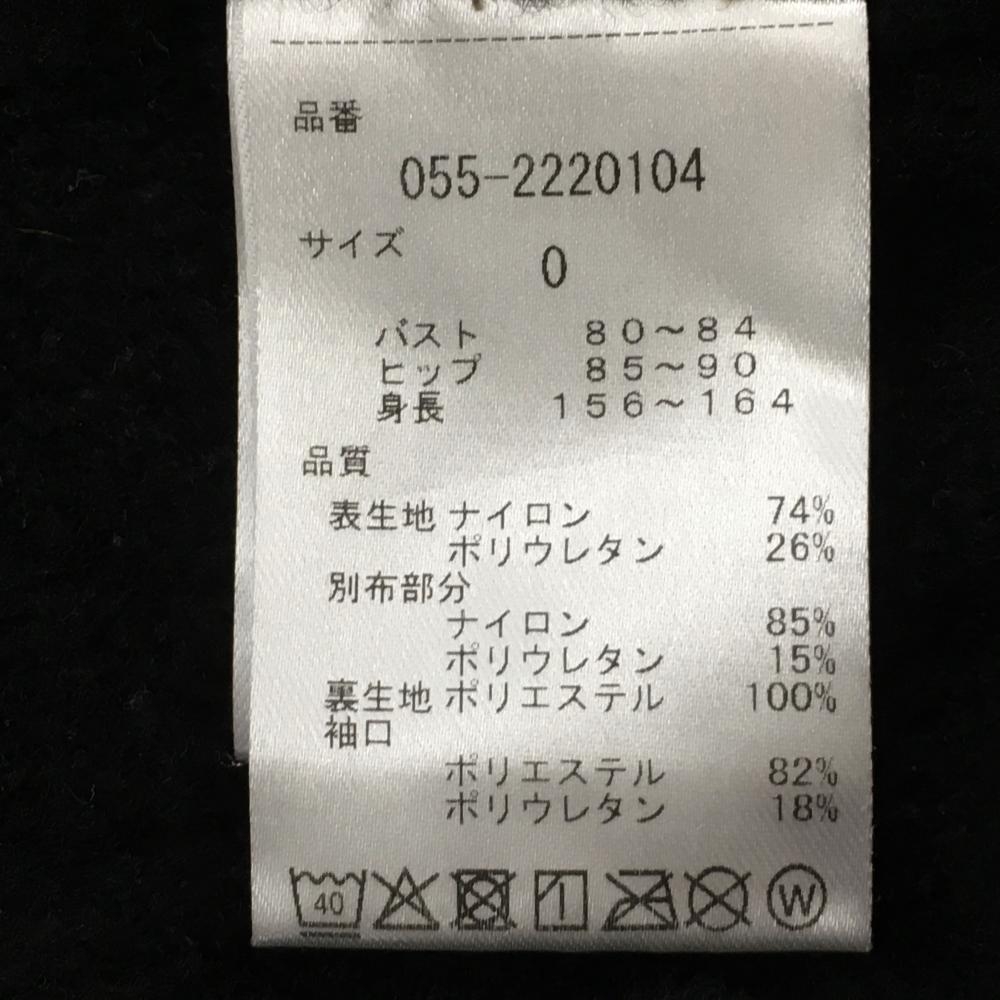 品番
055-2220104
サイズ 0
バスト 80～84
ヒップ 85～90
身長 156～164
品質
表生地 ナイロン 74%
ポリウレタン 26%
別布部分
ナイロン 85%
ポリウレタン 15%
裏生地 ポリエステル 100%
袖口
ポリエステル 82%
ポリウレタン 18%
40 W